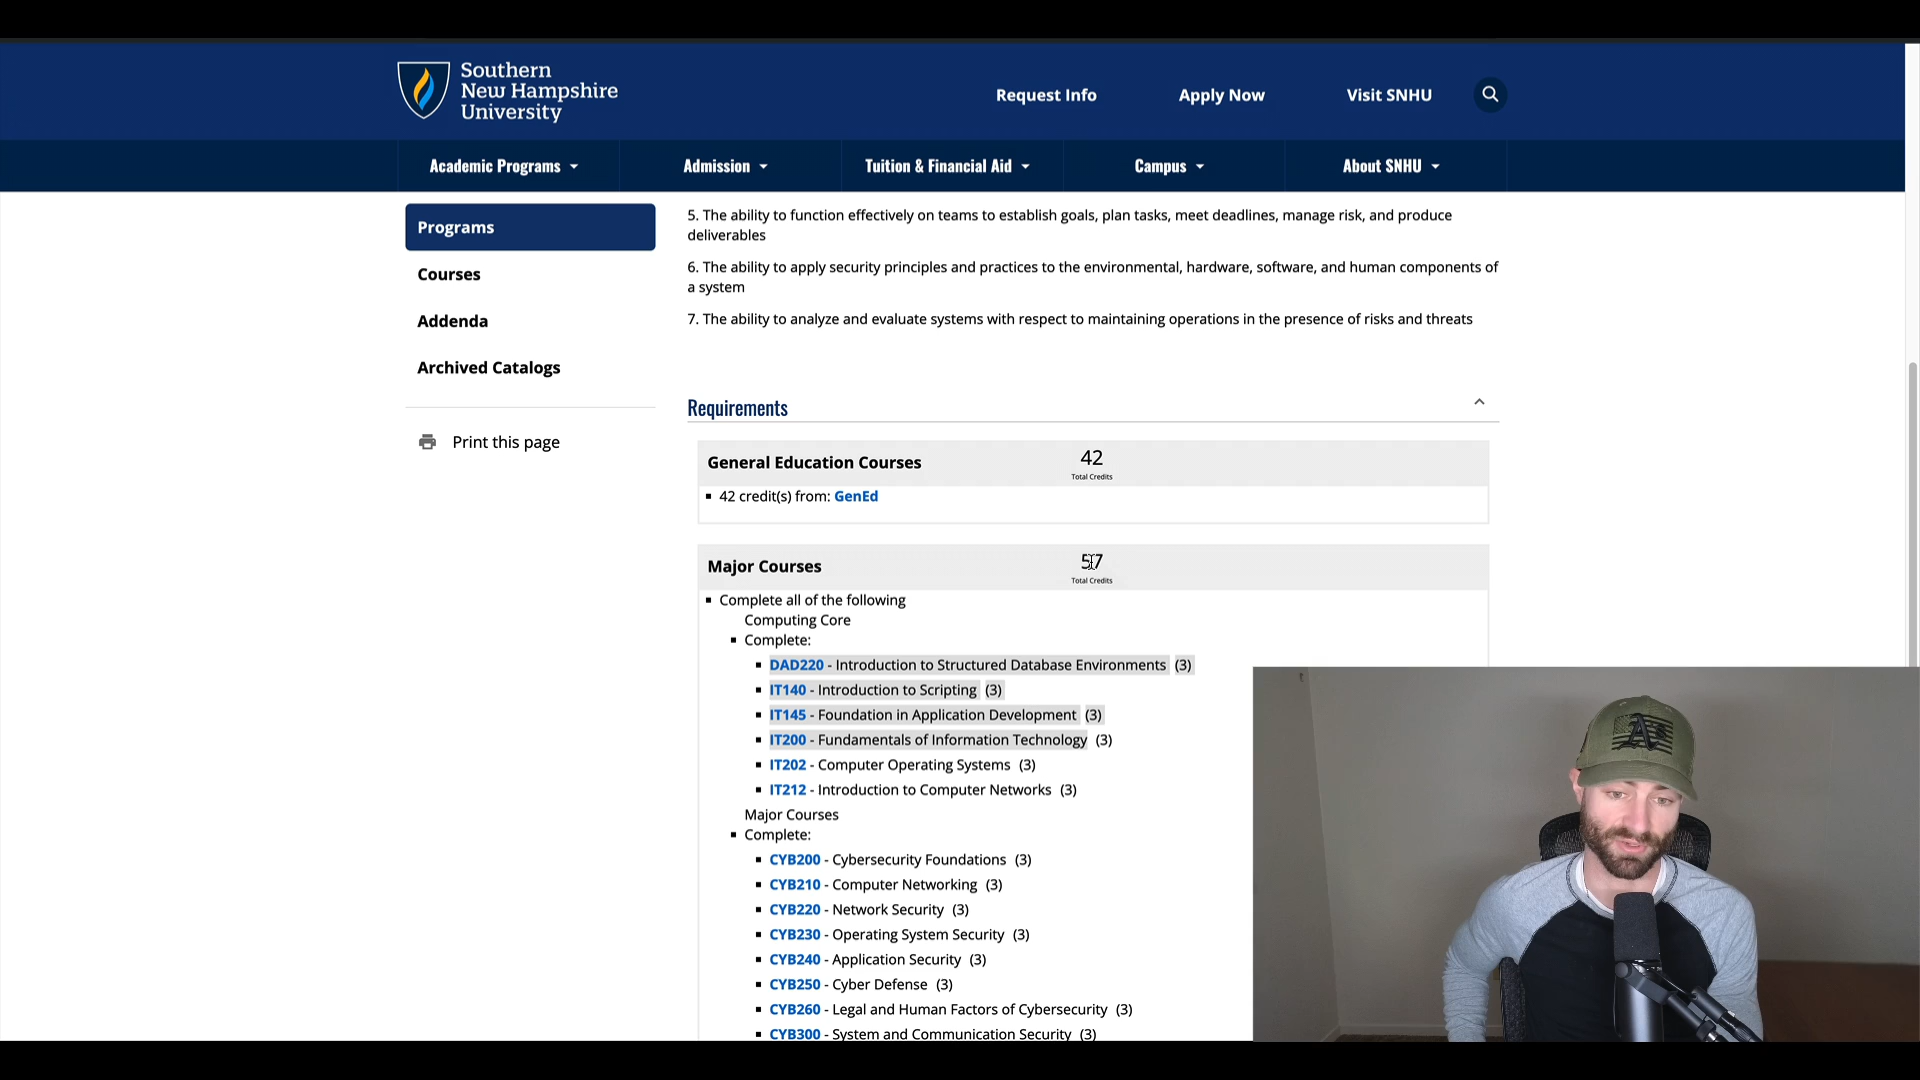 Southern
New Hampshire
University
Request Info
Apply Now
Visit SNHU
Academic Programs
Admission
Tuition & Financial Aid
Campus
About SNHU
Programs
Courses
Addenda
Archived Catalogs
Print this page
5. The ability to function effectively on teams to establish goals, plan tasks, meet deadlines, manage risk, and produce
deliverables
6. The ability to apply security principles and practices to the environmental, hardware, software, and human components of
a system
7. The ability to analyze and evaluate systems with respect to maintaining operations in the presence of risks and threats
Requirements
General Education Courses
42
Total Credits
42 credit(s) from: GenEd
Major Courses
57
Total Credits
Complete all of the following
Computing Core
Complete:
DAD220 - Introduction to Structured Database Environments (3)
IT140 - Introduction to Scripting (3)
IT145 - Foundation in Application Development (3)
IT200 - Fundamentals of Information Technology (3)
IT202 - Computer Operating Systems (3)
IT212 - Introduction to Computer Networks (3)
Major Courses
Complete:
CYB200 - Cybersecurity Foundations (3)
CYB210 - Computer Networking (3)
CYB220 - Network Security (3)
CYB230 - Operating System Security (3)
CYB240 - Application Security (3)
CYB250 - Cyber Defense (3)
CYB260 - Legal and Human Factors of Cybersecurity (3)
CYB300 - System and Communication Security (3)
A's